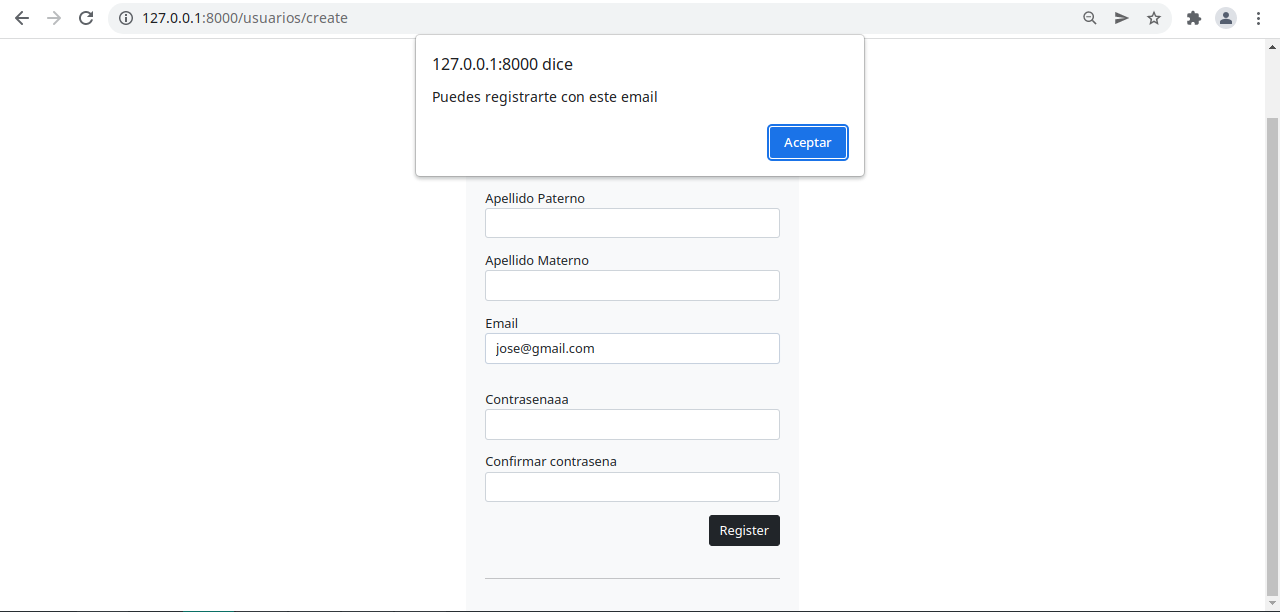 127.0.0.1:8000/usuarios/create
127.0.0.1:8000 dice
Puedes registrarte con este email
Aceptar
Apellido Paterno
Apellido Materno
Email
jose@gmail.com
Contrasenaaa
Confirmar contrasena
Register